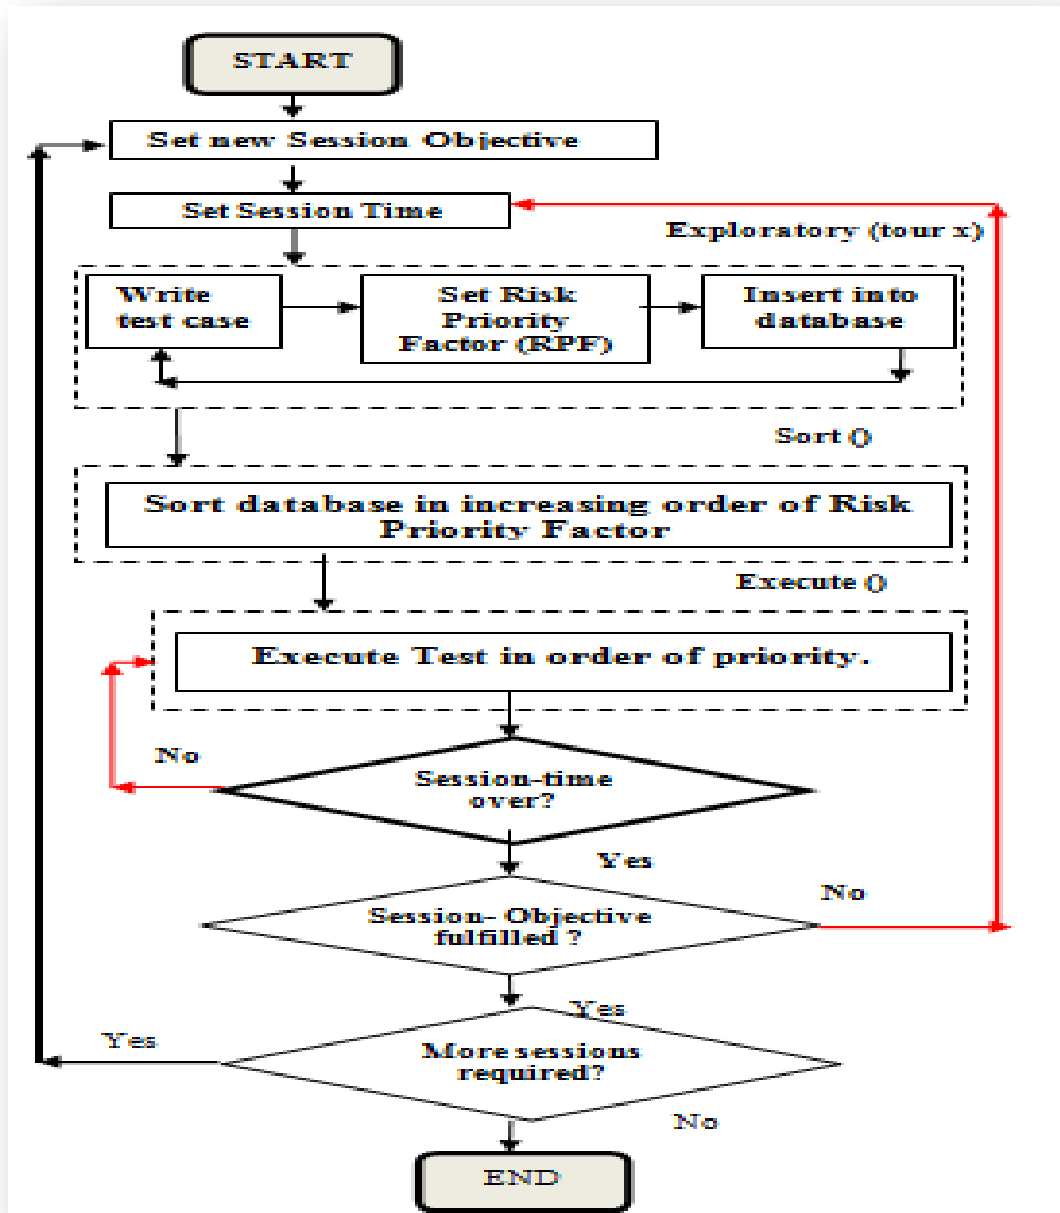 START
Set new Session Objective
Set Session Time
Exploratory (tour x)
Write
test case
Set Risk
Priority
Factor (RPF)
Insert into
database
Sort ()
Sort database in increasing order of Risk
Priority Factor
Execute ()
Execute Test in order of priority.
No
Session-time
over?
Yes
No
Session- Objective
fulfilled ?
Yes
Yes
More sessions
required?
No
END